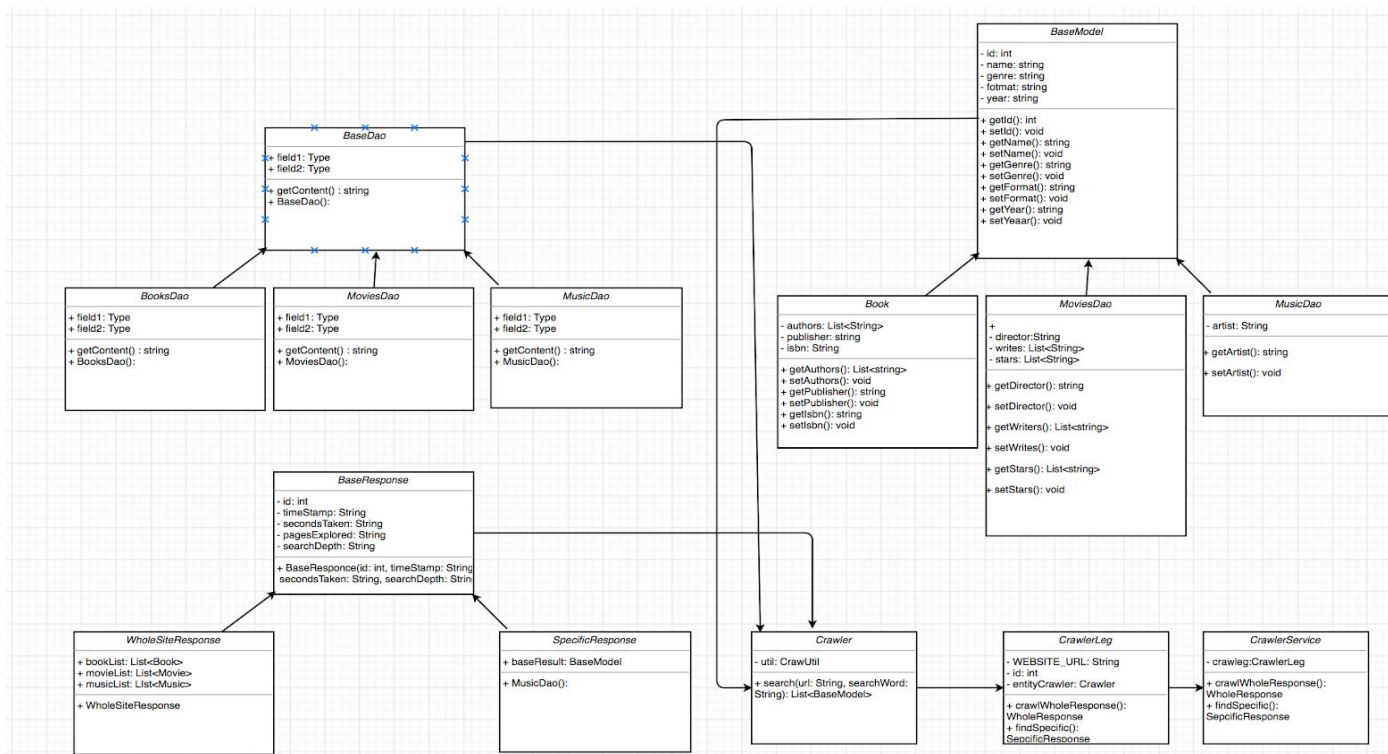 BaseModel
- id: int
- name: string
- genre: string
- fotmat: string
- year: string
+ getId(): int
+ setId(): void
+ getName(): string
+ setName(): void
+ getGenre(): string
+ setGenre(): void
+ getFormat(): string
+ setFormat(): void
+ getYear(): string
+ setYeaar(): void
BaseDao
+ field1: Type
+ field2: Type
+ getContent() : string
+ BaseDao():
BooksDao
+ field1: Type
+ field2: Type
+ getContent() : string
+ BooksDao():
MoviesDao
+ field1: Type
+ field2: Type
+ getContent() : string
+ MoviesDao():
MusicDao
+ field1: Type
+ field2: Type
+ getContent() : string
+ MusicDao():
Book
- authors: List<String>
- publisher: string
- isbn: String
+ getAuthors(): List<string>
+ setAuthors(): void
+ getPublisher(): string
+ setPublisher(): void
+ getIsbn(): string
+ setIsbn(): void
MoviesDao
+
- director:String
- writes: List<String>
- stars: List<String>
+ getDirector(): string
+ setDirector(): void
+ getWriters(): List<string>
+ setWrites(): void
+ getStars(): List<string>
+ setStars(): void
MusicDao
- artist: String
+ getArtist(): string
+ setArtist(): void
BaseResponse
- id: int
- timeStamp: String
- secondsTaken: String
- pagesExplored: String
- searchDepth: String
+ BaseResponce(id: int, timeStamp: String
secondsTaken: String, searchDepth: Strin
WholeSiteResponse
+ bookList: List<Book>
+ movieList: List<Movie>
+ musicList: LIst<Music>
+ WholeSiteResponse
SpecificResponse
+ baseResult: BaseModel
+ MusicDao():
Crawler
- util: CrawUtil
+ search(url: String, searchWord:
String): List<BaseModel>
CrawlerLeg
- WEBSITE_URL: String
- id: int
- entityCrawler: Crawler
+ crawlWholeResponse():
WholeResponse
+ findSpecific():
SepcificResponse
CrawlerService
- crawleg:CrawlerLeg
+ crawlWholeResponse():
WholeResponse
+ findSpecific():
SepcificResponse